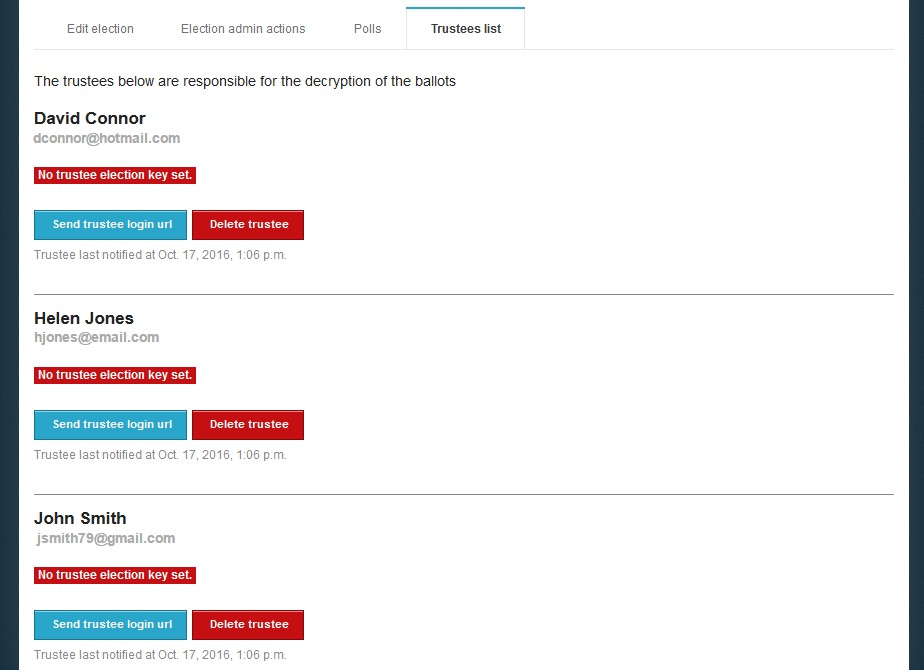 Edit election Election admin actions Polls Trustees list
The trustees below are responsible for the decryption of the ballots
David Connor
dconnor@hotmail.com
No trustee election key set.
Send trustee login url Delete trustee
Trustee last notified at Oct. 17, 2016, 1:06 p.m.
Helen Jones
hjones@email.com
No trustee election key set.
Send trustee login url Delete trustee
Trustee last notified at Oct. 17, 2016, 1:06 p.m.
John Smith
jsmith79@gmail.com
No trustee election key set.
Send trustee login url Delete trustee
Trustee last notified at Oct. 17, 2016, 1:06 p.m.